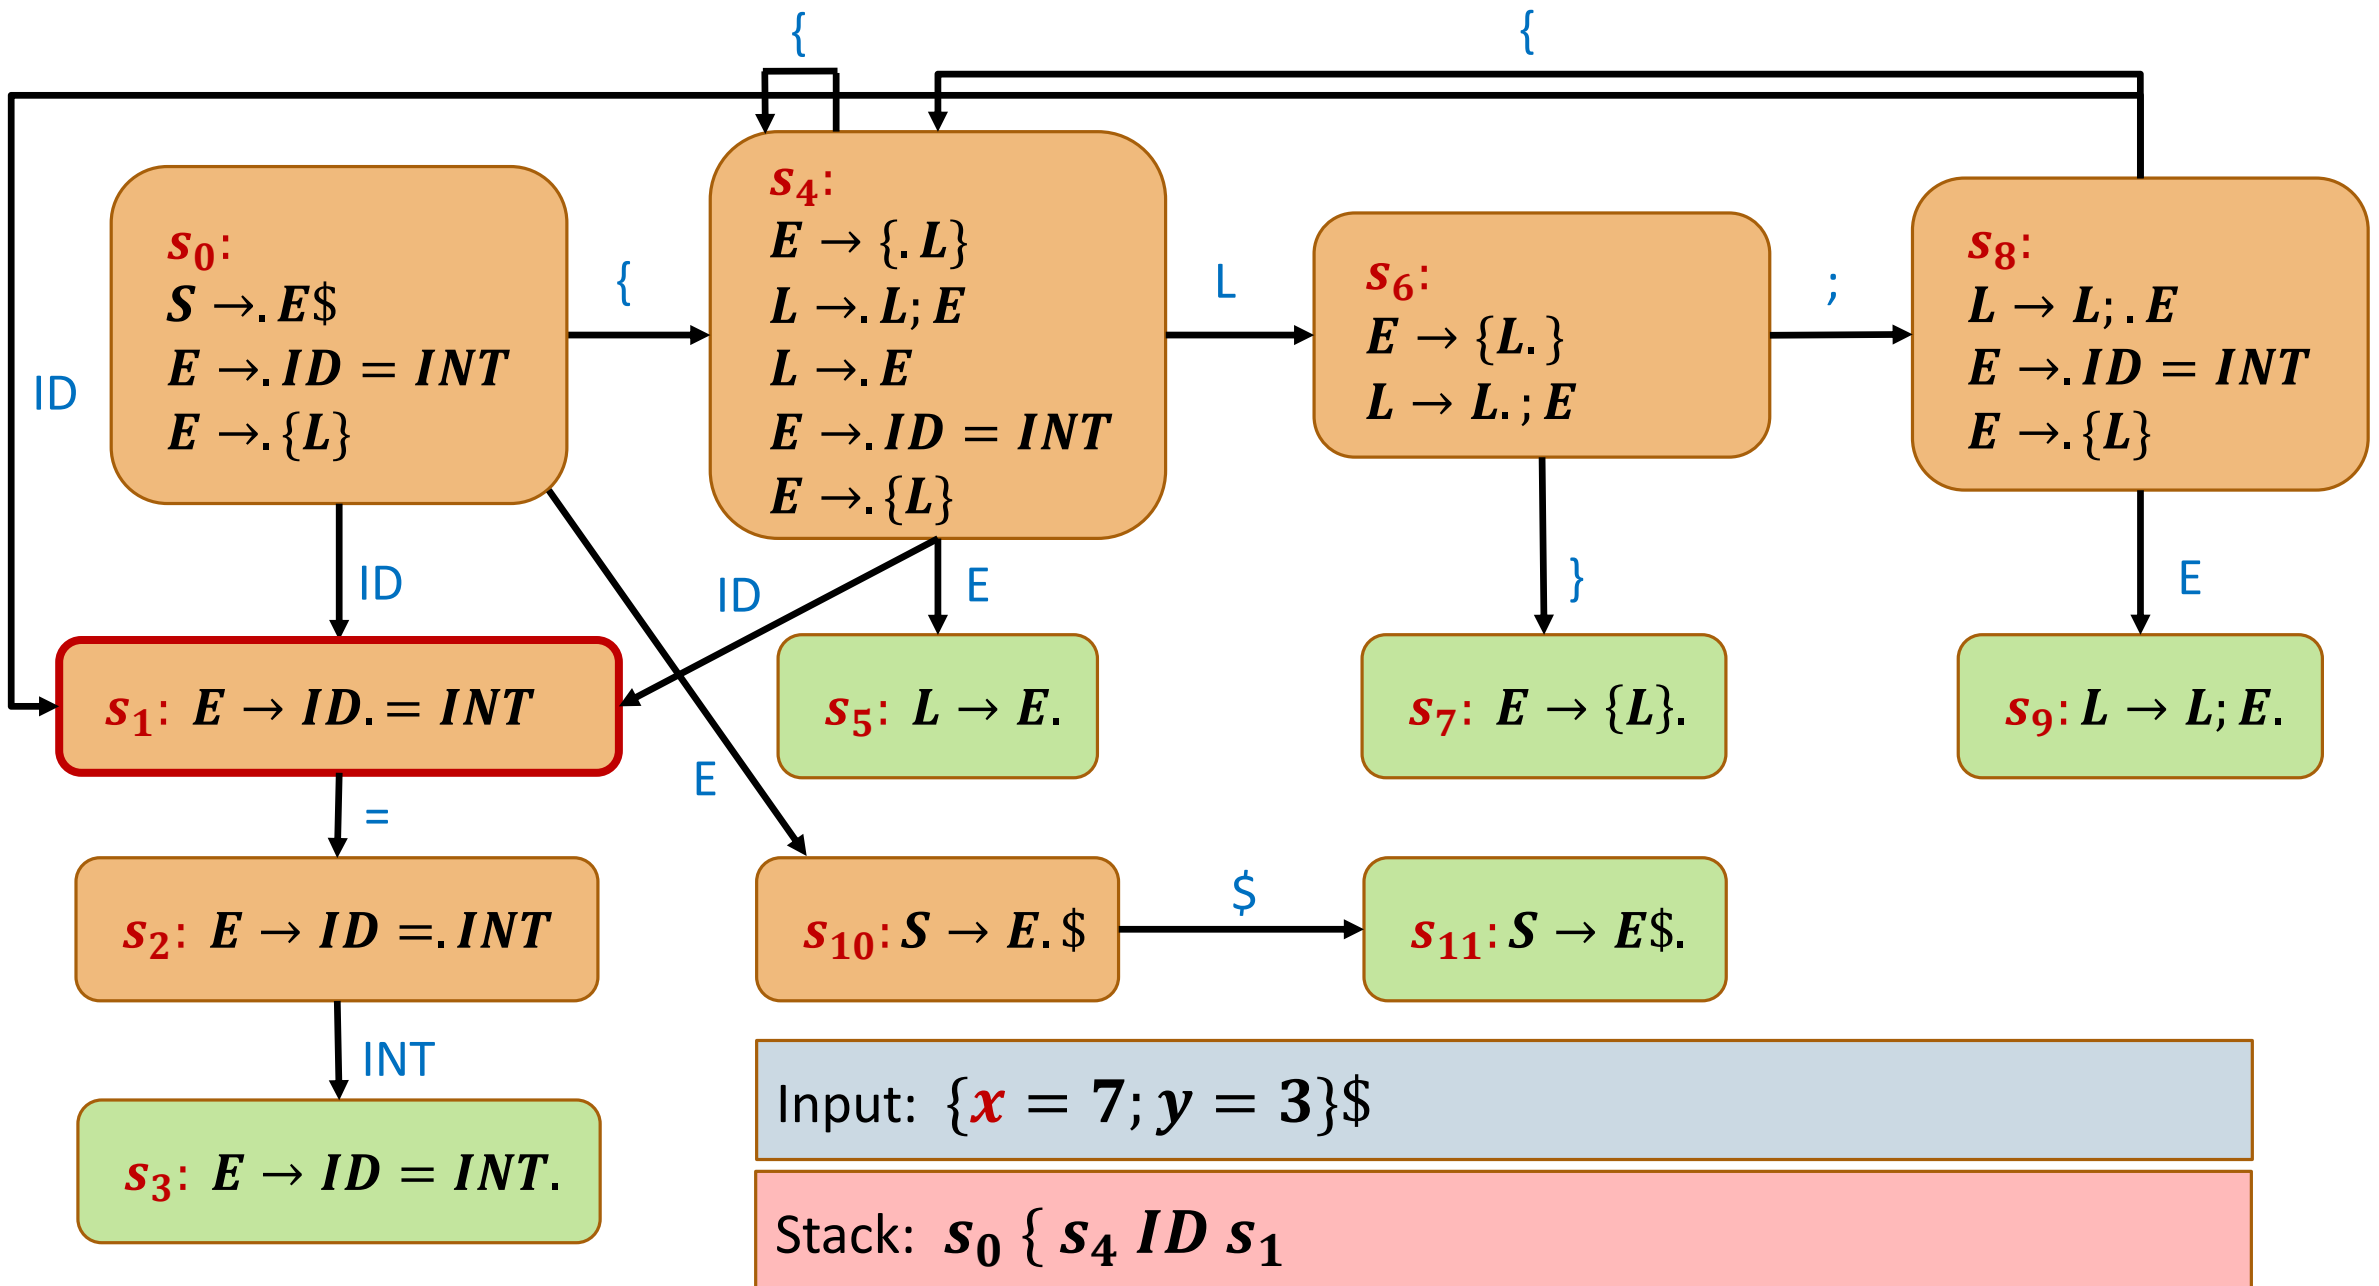 {
{
s₀:
S →. E$
E →. ID = INT
E →. {L}
{
s₄:
E → {. L}
L →. L; E
L →. E
E →. ID = INT
E →. {L}
L
s₆:
E → {L. }
L → L. ; E
;
s₈:
L → L; . E
E →. ID = INT
E →. {L}
ID
ID
ID
E
}
E
s₁: E → ID. = INT
s₅: L → E.
s₇: E → {L}.
s₉: L → L; E.
E
=
s₂: E → ID =. INT
s₁₀: S → E. $
$
s₁₁: S → E$.
INT
s₃: E → ID = INT.
Input: {x = 7; y = 3}$
Stack: s₀ { s₄ ID s₁